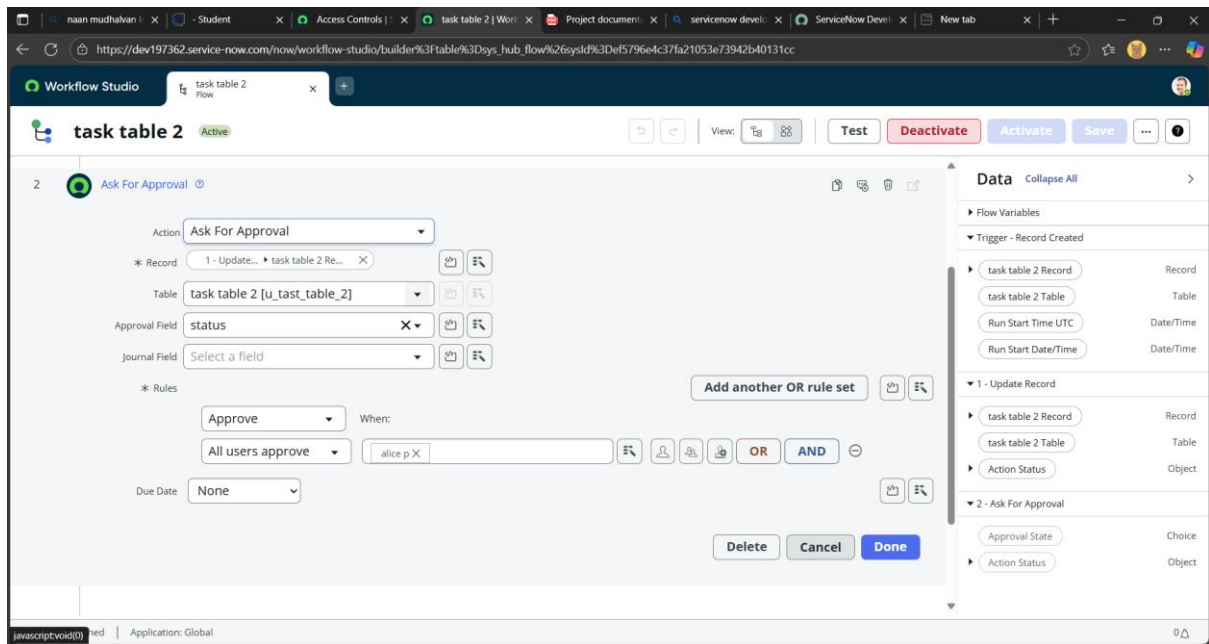 naan mudhalvan l
- Student
Access Controls | S
task table 2 | Work
Project document
servicenow develo
ServiceNow Devel
New tab
https://dev197362.service-now.com/now/workflow-studio/builder%3Ftable%3Dsys_hub_flow%26sysId%3Def5796e4c37fa21053e73942b40131cc
Workflow Studio
task table 2
Flow
task table 2 Active
View:
Test
Deactivate
Activate
Save
2 Ask For Approval
Action Ask For Approval
* Record 1 - Update... ▸ task table 2 Re...
Table task table 2 [u_tast_table_2]
Approval Field status
Journal Field Select a field
* Rules
Add another OR rule set
Approve When:
All users approve alice p OR AND
Due Date None
Delete Cancel Done
Data Collapse All
Flow Variables
Trigger - Record Created
task table 2 Record Record
task table 2 Table Table
Run Start Time UTC Date/Time
Run Start Date/Time Date/Time
1 - Update Record
task table 2 Record Record
task table 2 Table Table
Action Status Object
2 - Ask For Approval
Approval State Choice
Action Status Object
javascript:void(0) hed | Application: Global
0